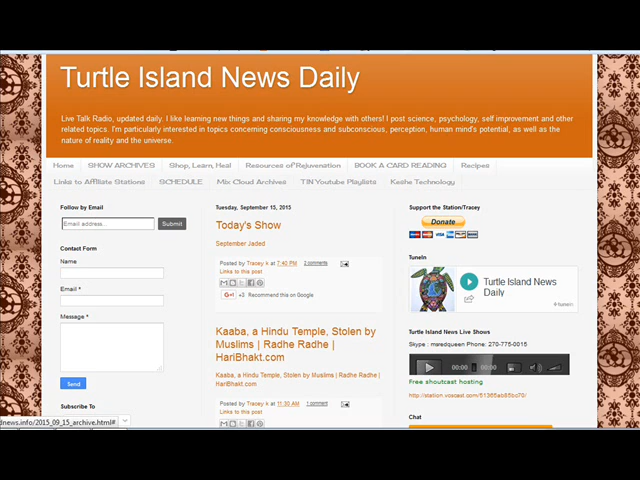 Turtle Island News Daily
Live Talk Radio, updated daily. I like learning new things and sharing my knowledge with others! I post science, psychology, self improvement and other
related topics. I'm particularly interested in topics concerning consciousness and subconscious, perception, human mind's potential, as well as the
nature of reality and the universe.
Home SHOW ARCHIVES Shop, Learn, Heal Resources of Rejuvenation BOOK A CARD READING Recipes
Links to Affiliate Stations SCHEDULE Mix Cloud Archives TIN Youtube Playlists Keshe Technology
Follow by Email
Email address...
Submit
Contact Form
Name
Email *
Message *
Send
Subscribe To
dnews.info/2015_09_15_archive.html#
Tuesday, September 15, 2015
Today's Show
September Jaded
Posted by Tracey k at 7:40 PM 2 comments
Links to this post
+3 Recommend this on Google
Kaaba, a Hindu Temple, Stolen by
Muslims | Radhe Radhe |
HariBhakt.com
Kaaba, a Hindu Temple, Stolen by Muslims | Radhe Radhe |
HariBhakt.com
Posted by Tracey k at 11:30 AM 1 comment
Links to this post
Support the Station/Tracey
Donate
TuneIn
Turtle Island News
Daily
tunein
Turtle Island News Live Shows
Skype : msredqueen Phone: 270-775-0015
00:00 00:00
Free shoutcast hosting
http://station.voscast.com/51365ab85bc70/
Chat